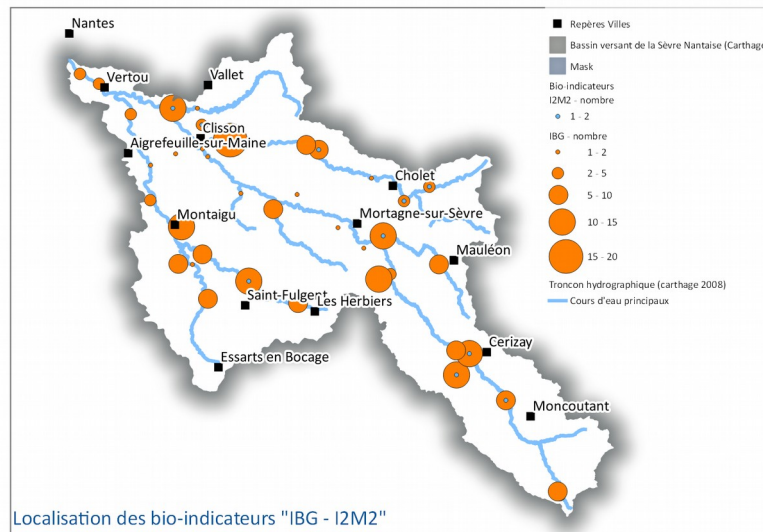 Nantes
Vertou
Vallet
Clisson
Aigrefeuille-sur-Maine
Cholet
Montaigu
Mortagne-sur-Sèvre
Mauléon
Saint-Fulgent
Les Herbiers
Essarts en Bocage
Cerizay
Moncoutant
Repères Villes
Bassin versant de la Sèvre Nantaise (Carthage
Mask
Bio-indicateurs
I2M2 - nombre
1 - 2
IBG - nombre
1 - 2
2 - 5
5 - 10
10 - 15
15 - 20
Troncon hydrographique (carthage 2008)
Cours d'eau principaux
Localisation des bio-indicateurs "IBG - I2M2"